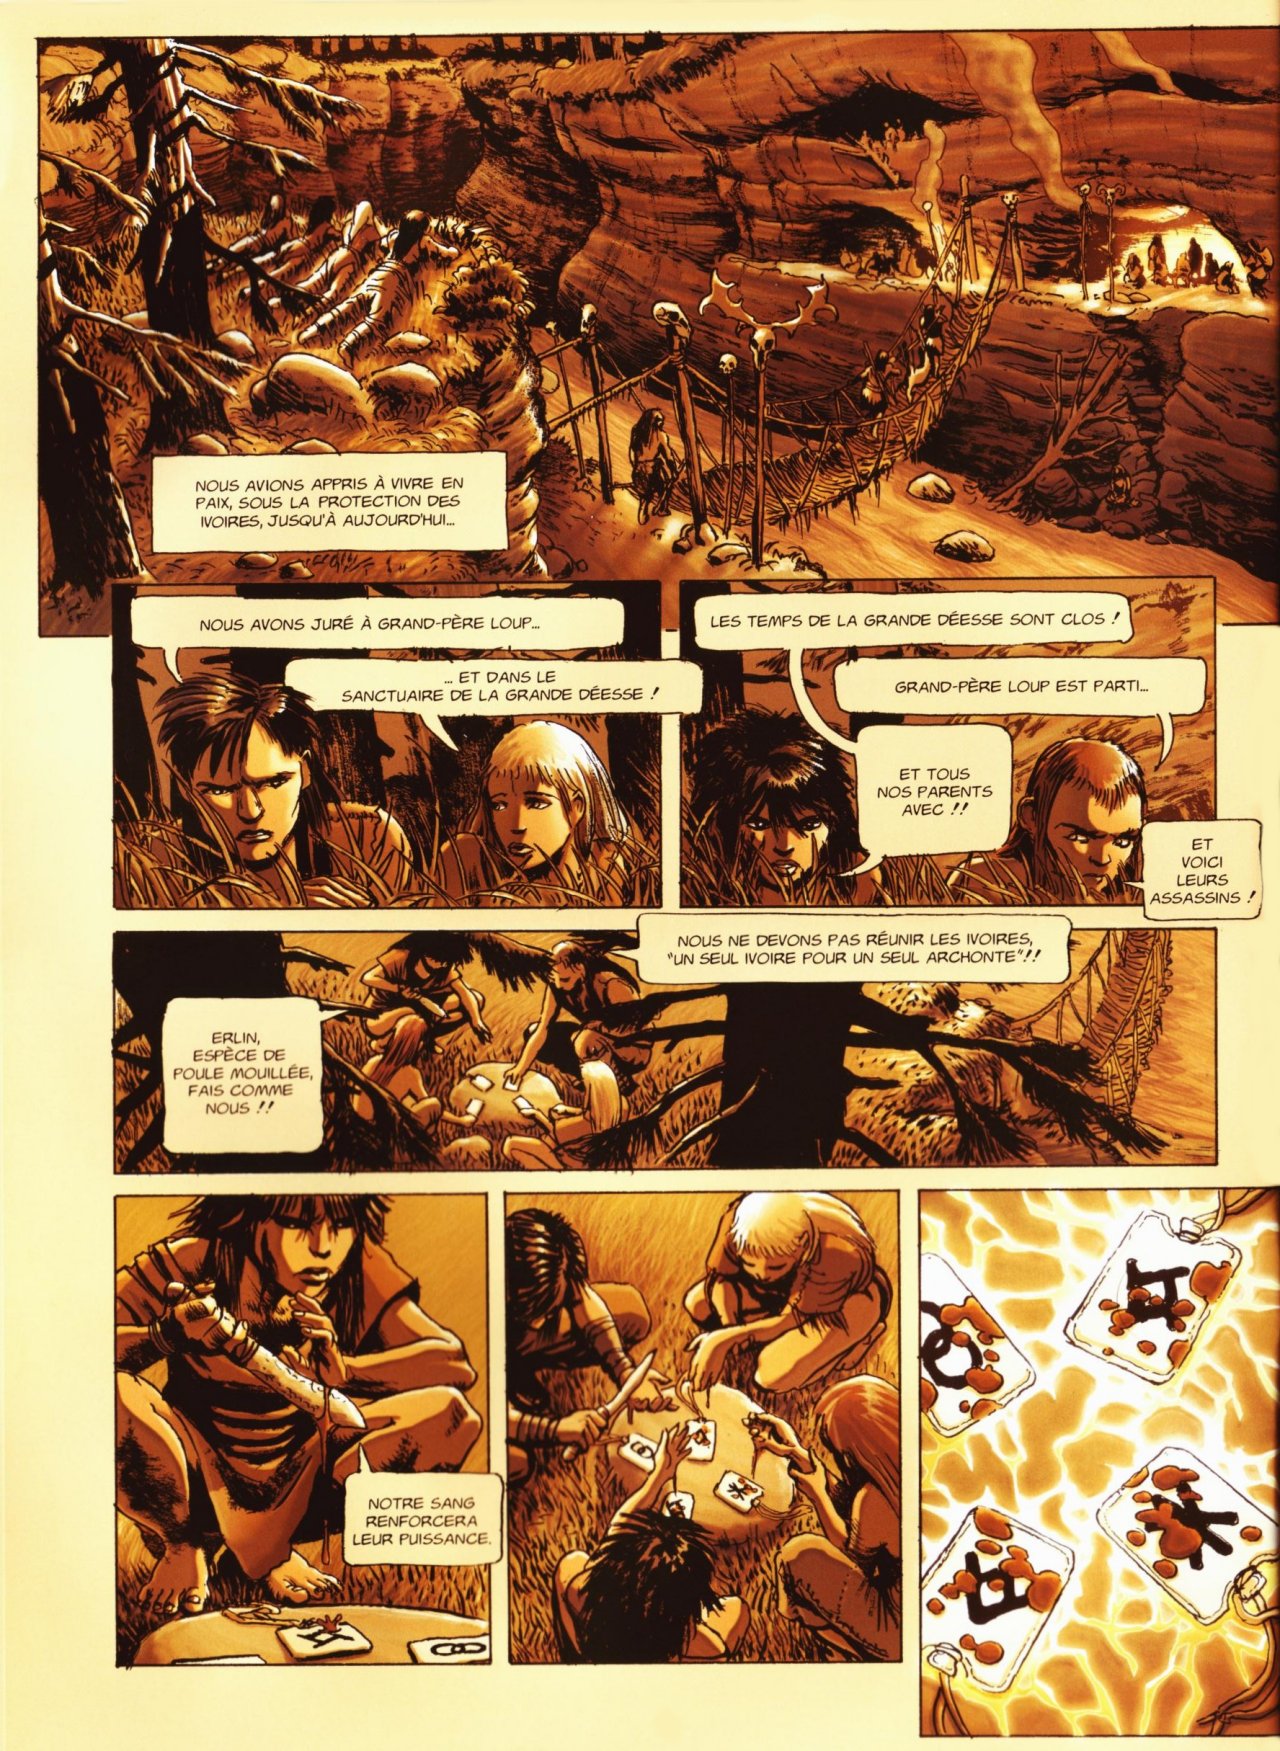 NOUS AVIONS APPRIS À VIVRE EN
PAIX, SOUS LA PROTECTION DES
IVOIRES, JUSQU'À AUJOURD'HUI...
NOUS AVONS JURÉ À GRAND-PÈRE LOUP...
... ET DANS LE
SANCTUAIRE DE LA GRANDE DÉESSE !
LES TEMPS DE LA GRANDE DÉESSE SONT CLOS !
GRAND-PÈRE LOUP EST PARTI...
ET TOUS
NOS PARENTS
AVEC !!
ET
VOICI
LEURS
ASSASSINS !
NOUS NE DEVONS PAS RÉUNIR LES IVOIRES,
"UN SEUL IVOIRE POUR UN SEUL ARCHONTE"!!
ERLIN,
ESPÈCE DE
POULE MOUILLÉE,
FAIS COMME
NOUS !!
NOTRE SANG
RENFORCERA
LEUR PUISSANCE.